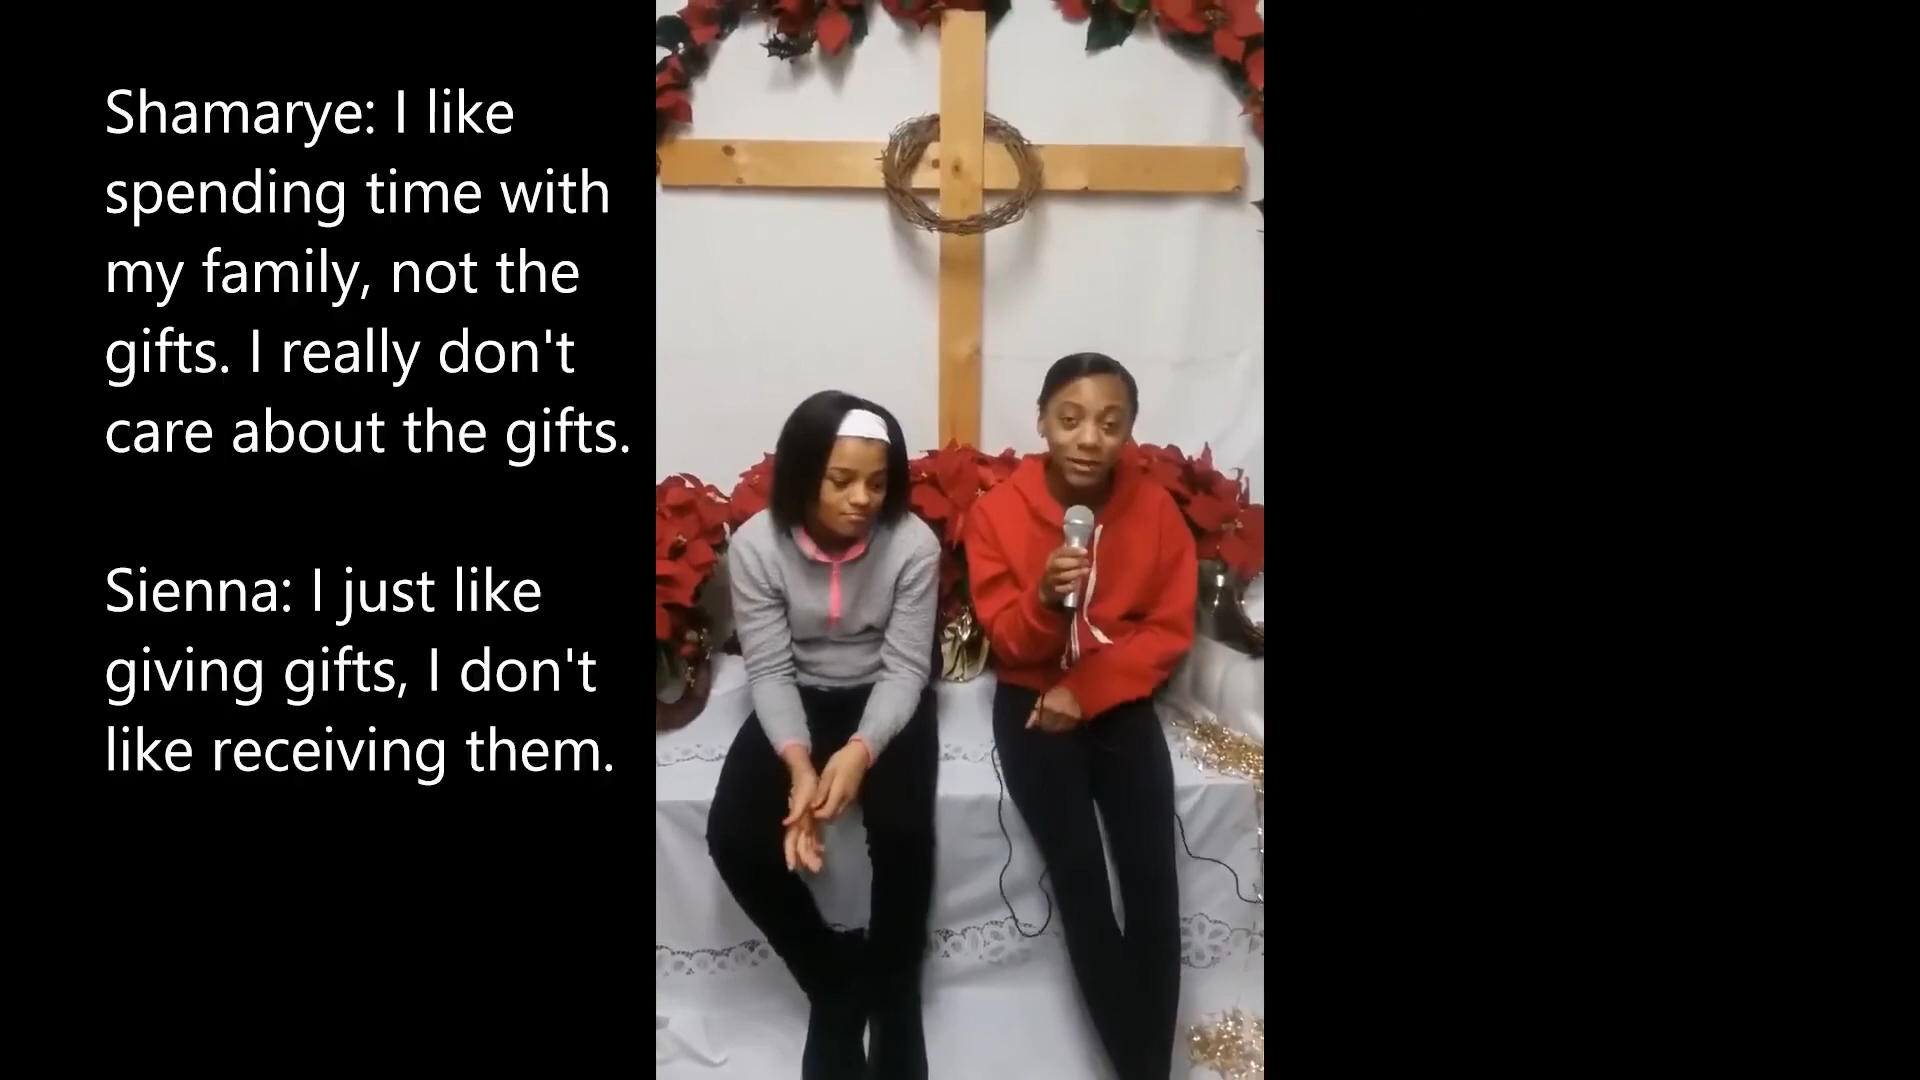 Shamarye: I like
spending time with
my family, not the
gifts. I really don't
care about the gifts.
Sienna: I just like
giving gifts, I don't
like receiving them.